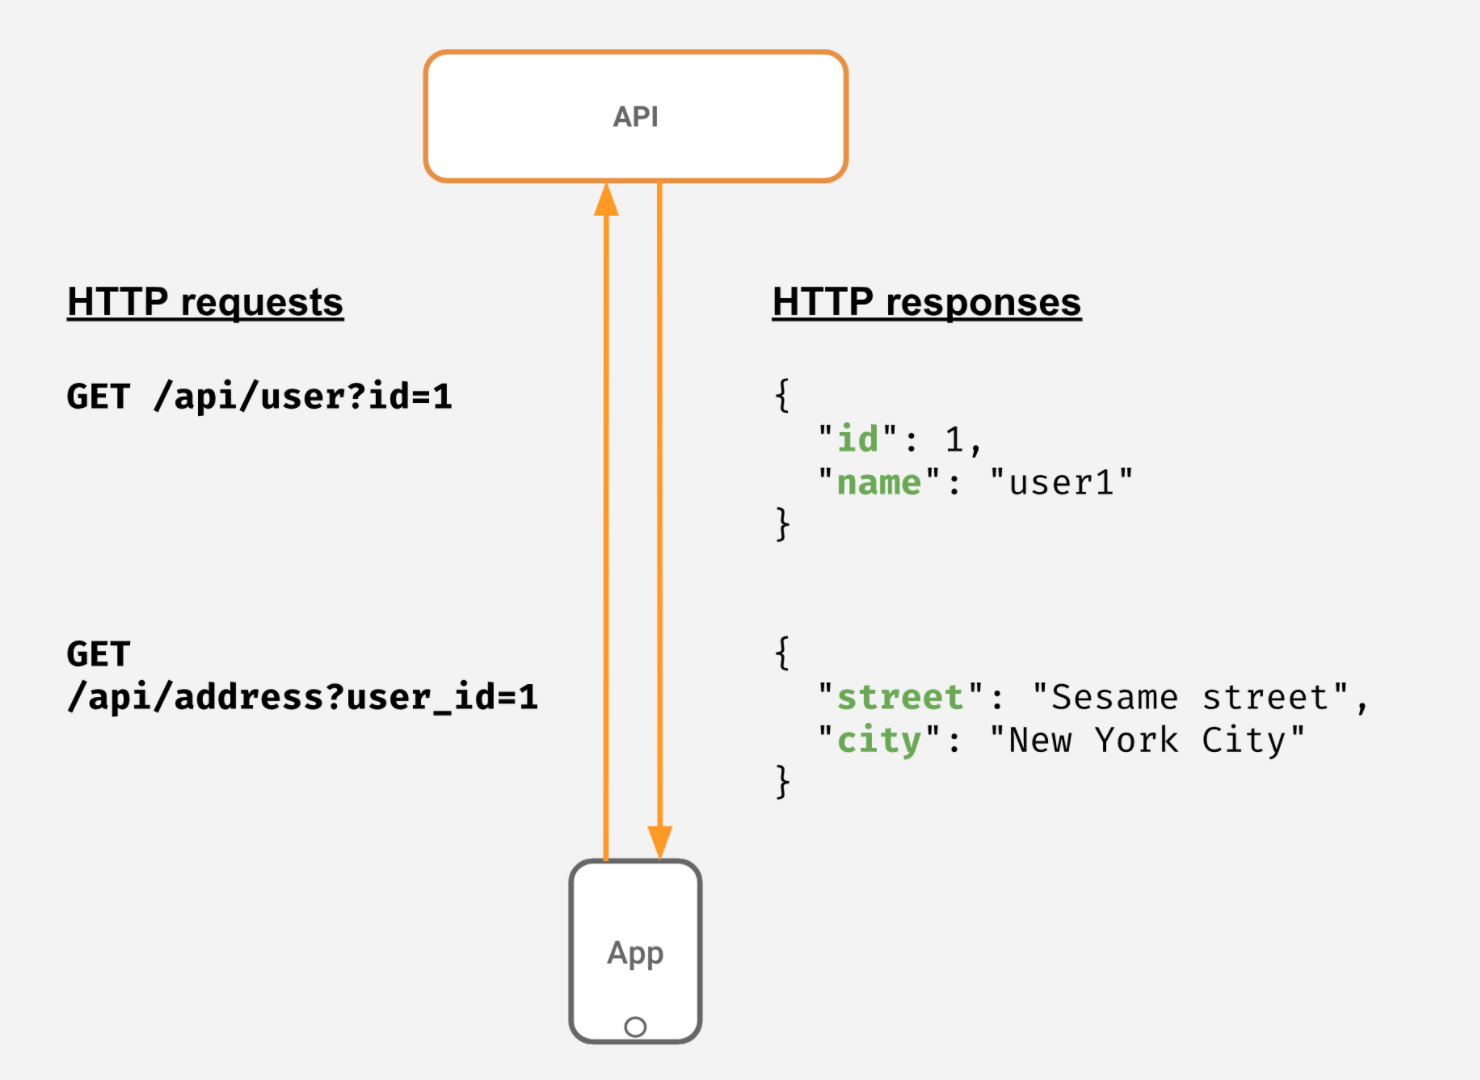 API
HTTP requests
GET /api/user?id=1
GET
/api/address?user_id=1
HTTP responses
{
  "id": 1,
  "name": "user1"
}
{
  "street": "Sesame street",
  "city": "New York City"
}
App